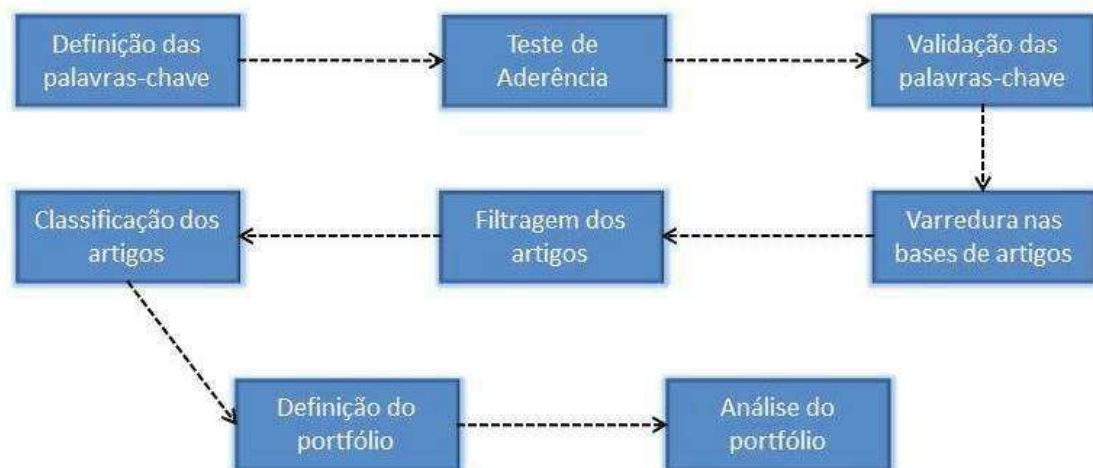 Definição das
palavras-chave
Teste de
Aderência
Validação das
palavras-chave
Varredura nas
bases de artigos
Filtragem dos
artigos
Classificação dos
artigos
Definição do
portfólio
Análise do
portfólio